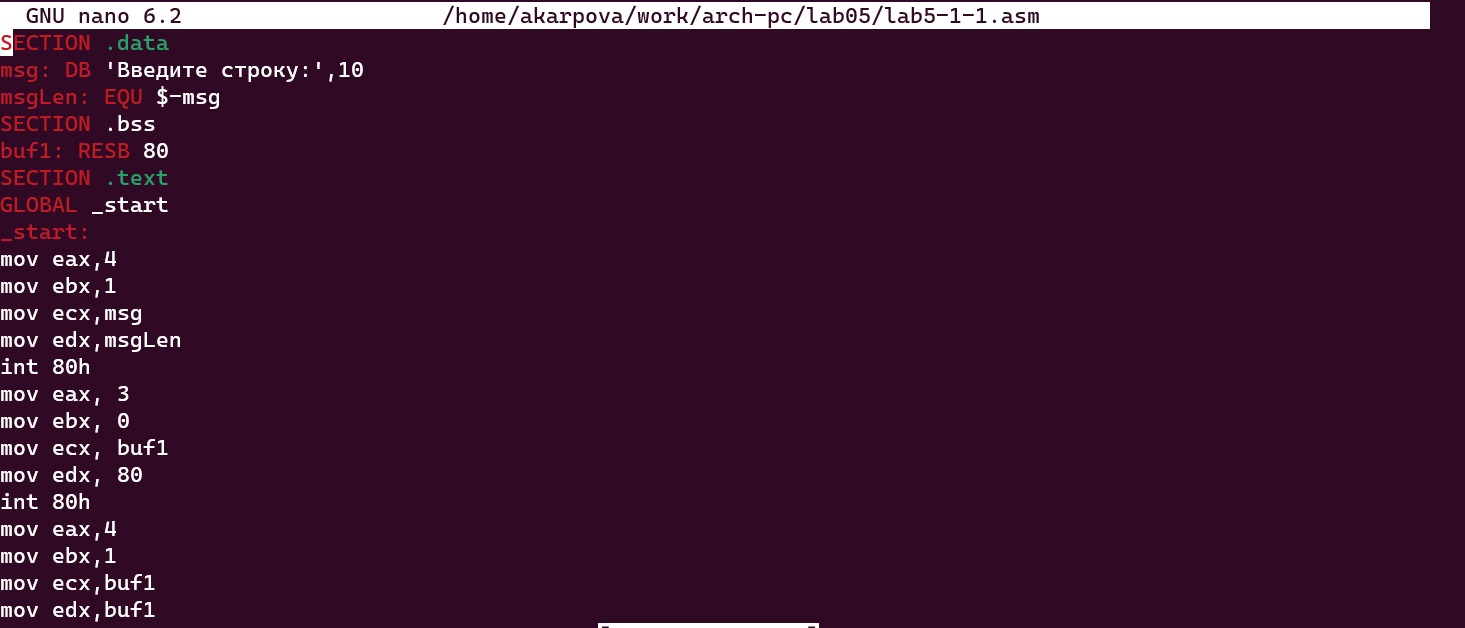 GNU nano 6.2 /home/akarpova/work/arch-pc/lab05/lab5-1-1.asm
SECTION .data
msg: DB 'Введите строку:',10
msgLen: EQU $-msg
SECTION .bss
buf1: RESB 80
SECTION .text
GLOBAL _start
_start:
mov eax,4
mov ebx,1
mov ecx,msg
mov edx,msgLen
int 80h
mov eax, 3
mov ebx, 0
mov ecx, buf1
mov edx, 80
int 80h
mov eax,4
mov ebx,1
mov ecx,buf1
mov edx,buf1